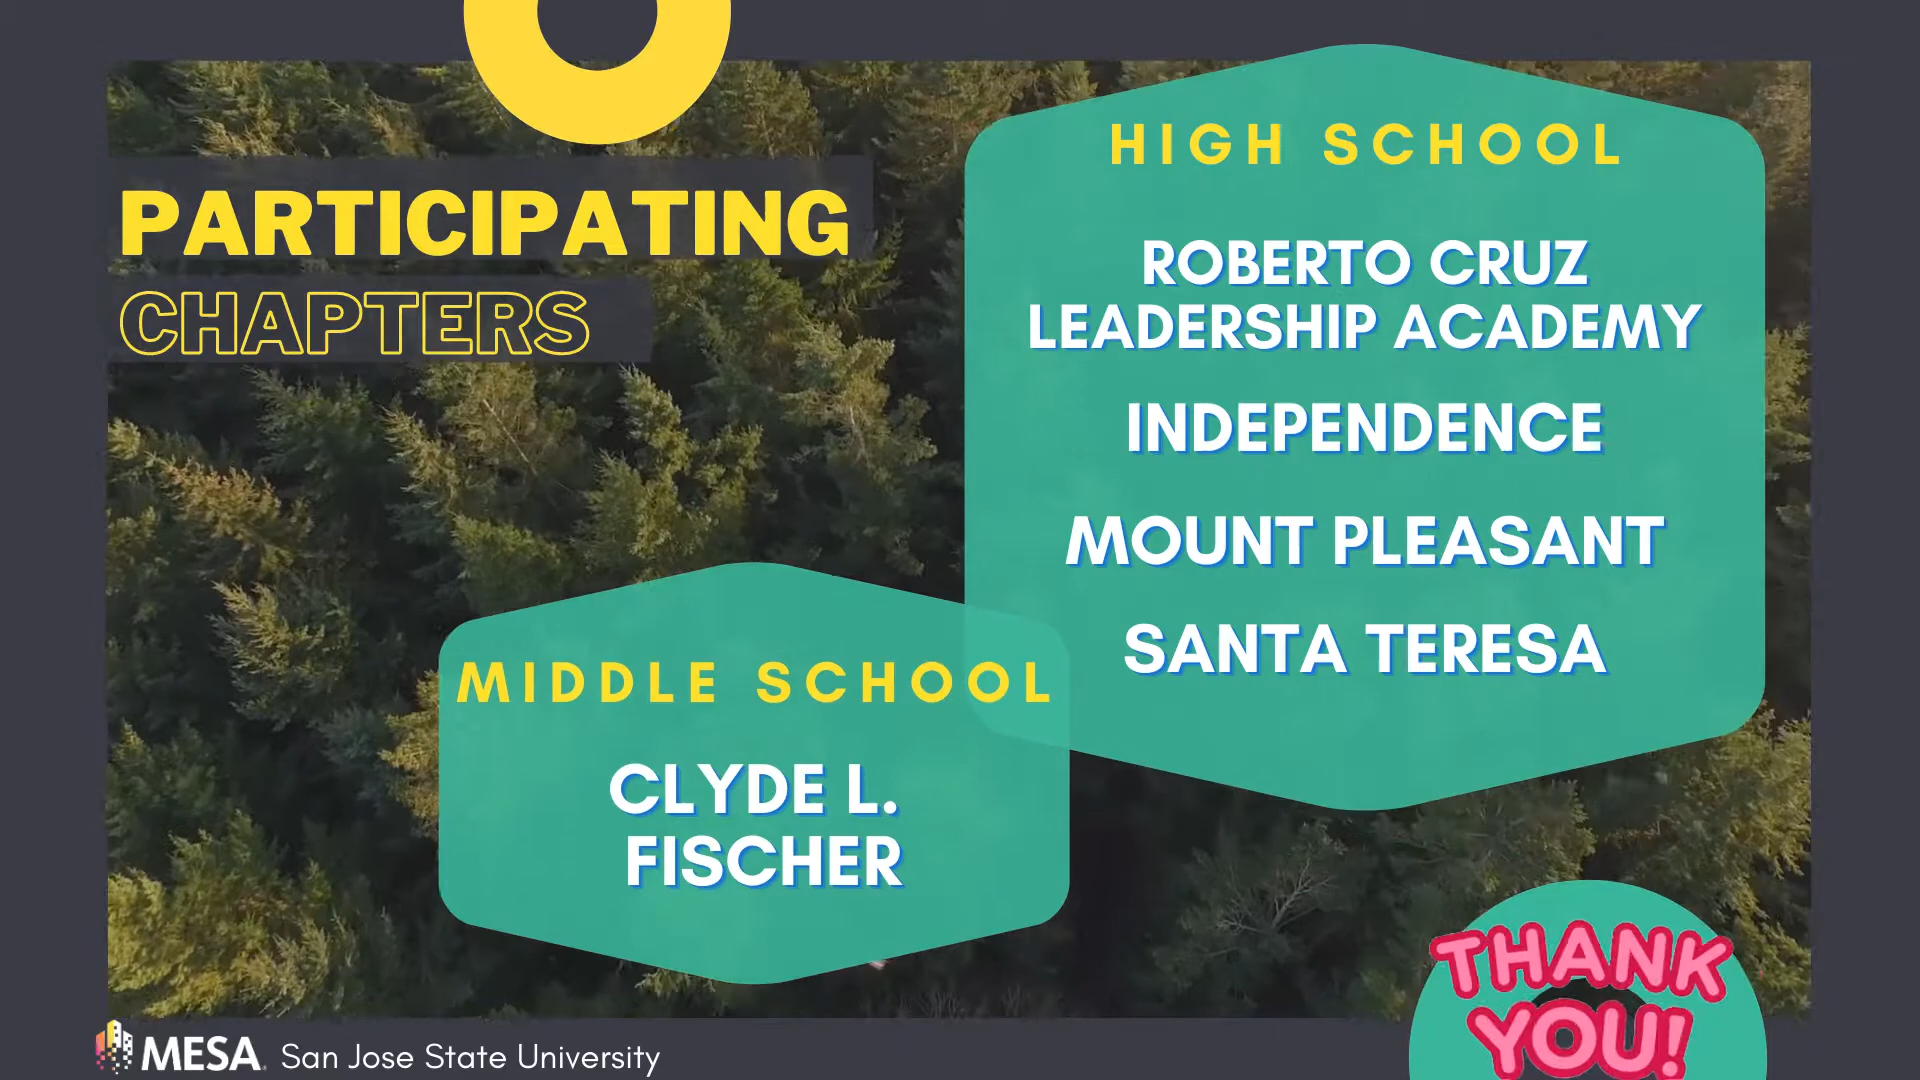 PARTICIPATING
CHAPTERS
HIGH SCHOOL
ROBERTO CRUZ
LEADERSHIP ACADEMY
INDEPENDENCE
MOUNT PLEASANT
SANTA TERESA
MIDDLE SCHOOL
CLYDE L.
FISCHER
THANK
YOU!
MESA San Jose State University